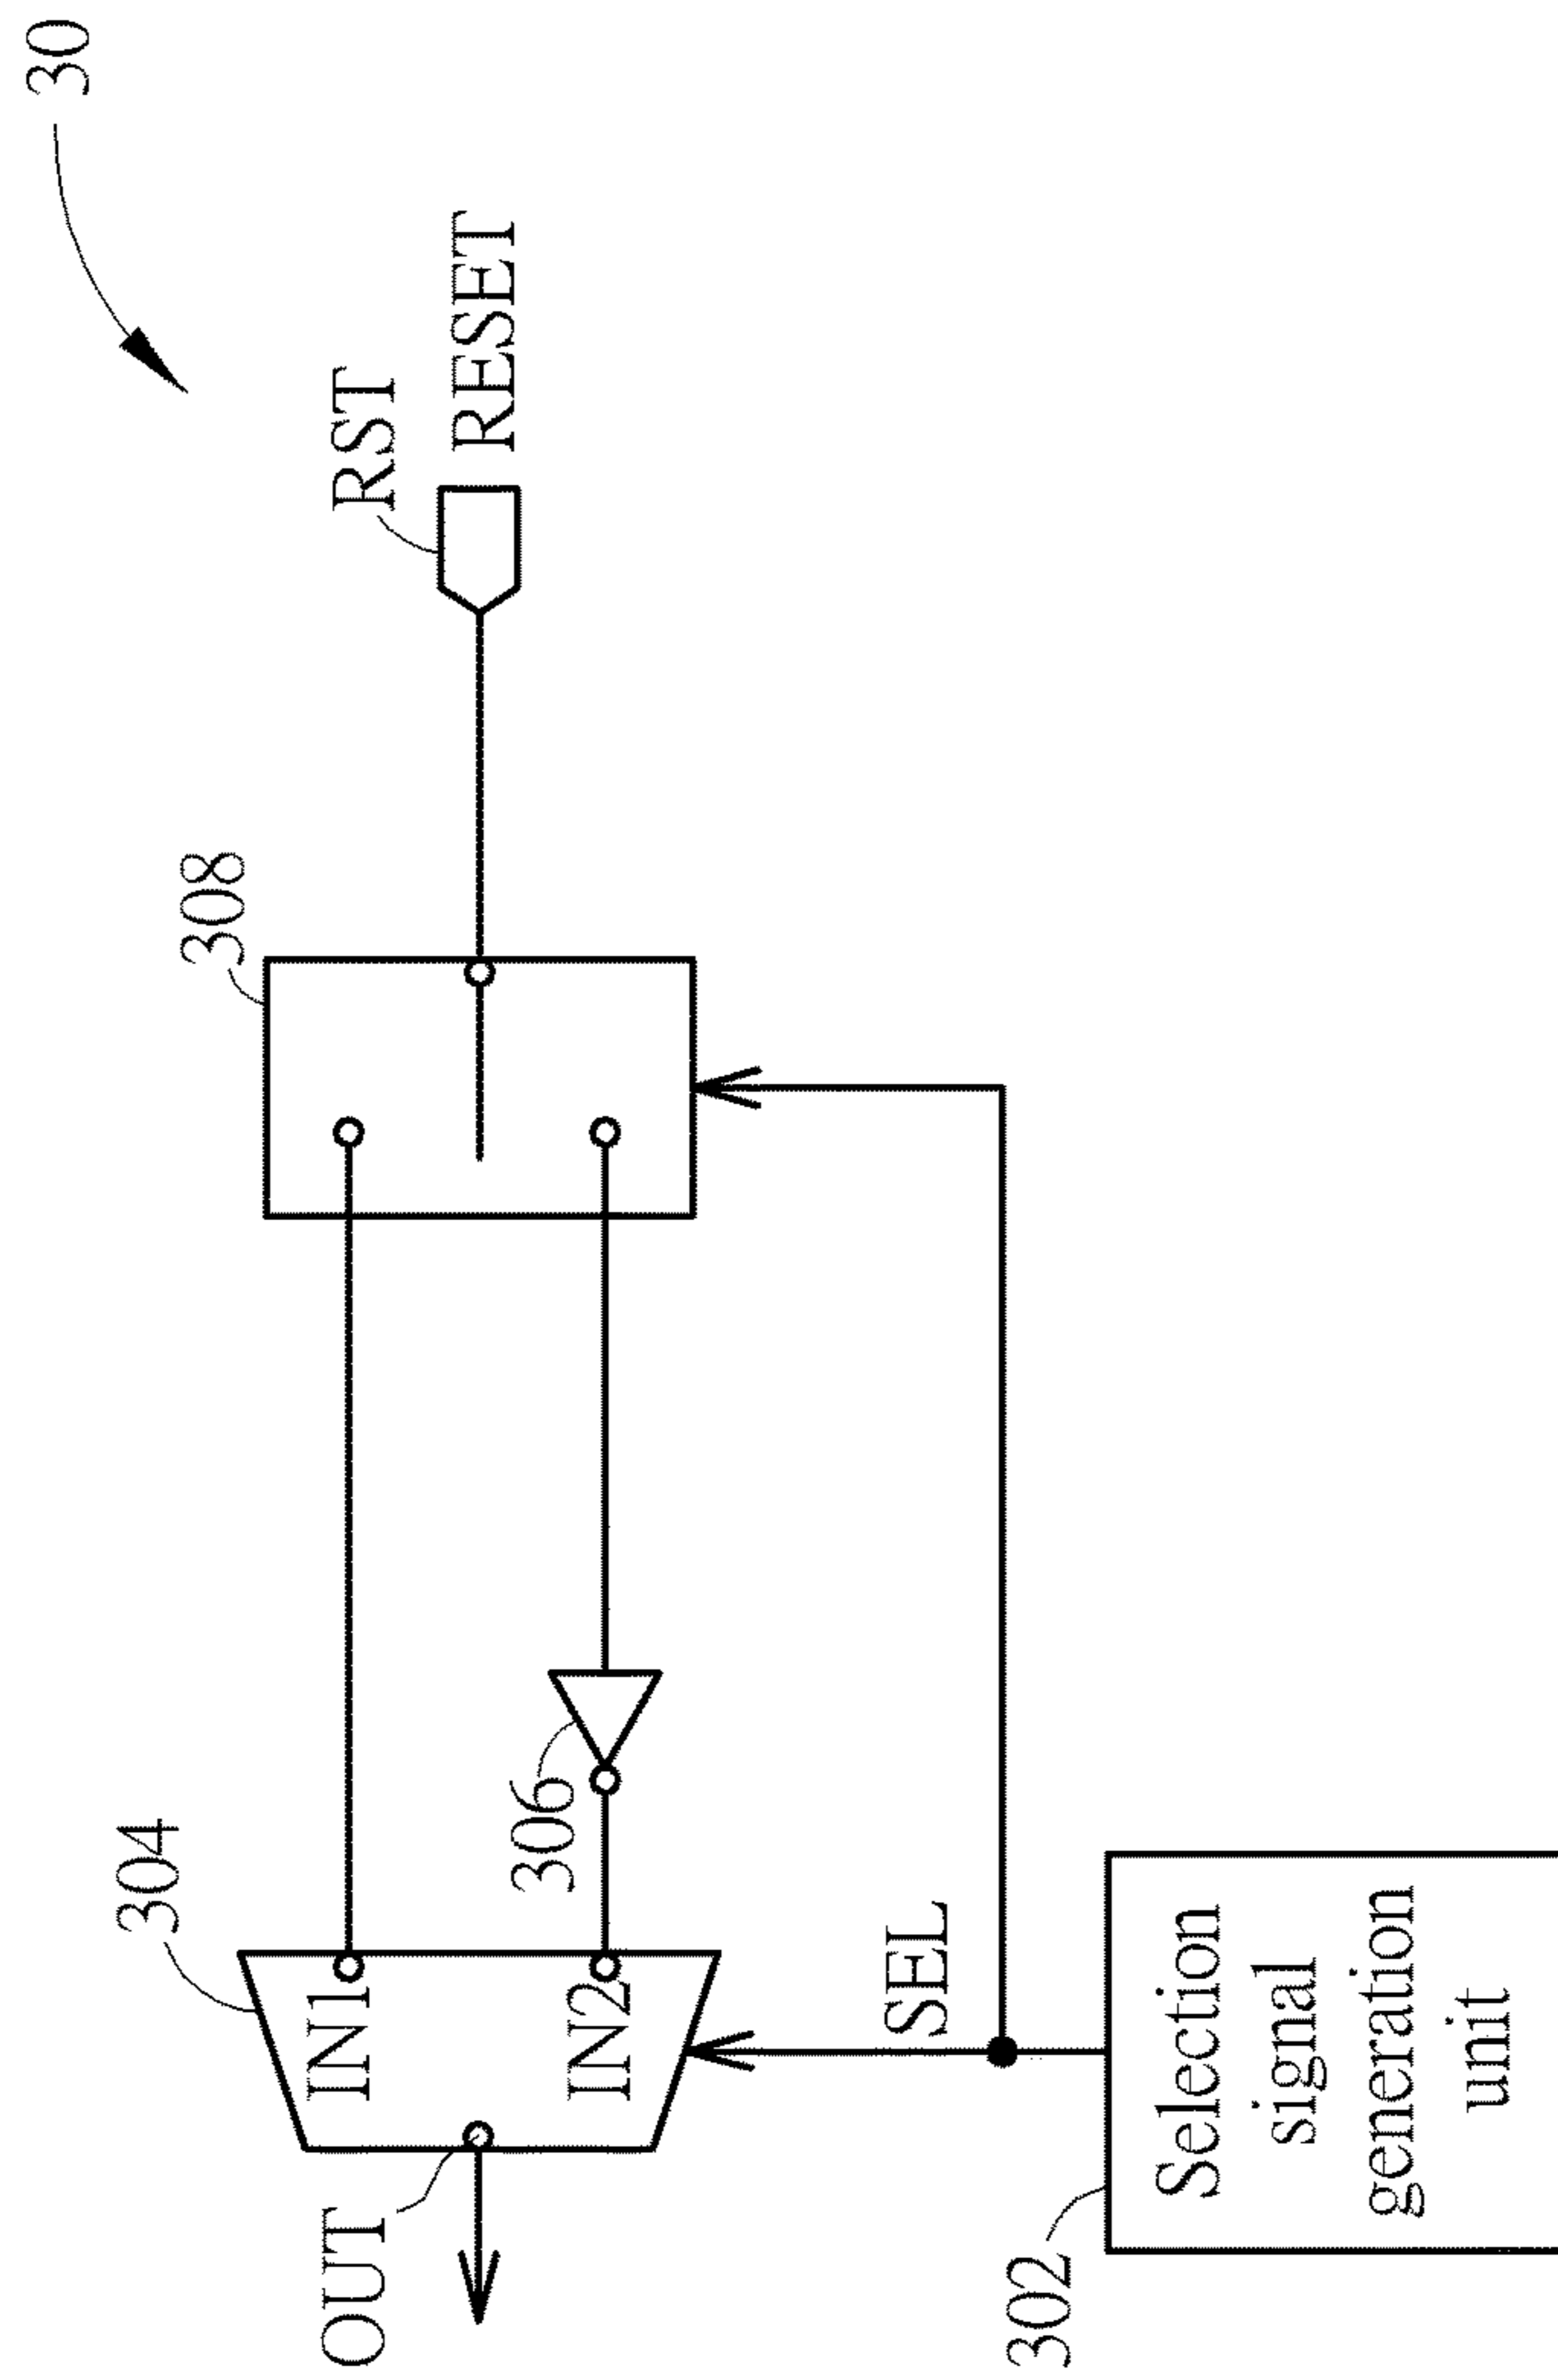 30
RST
RESET
308
304
306
IN1
IN2
OUT
SEL
302
Selection
signal
generation
unit